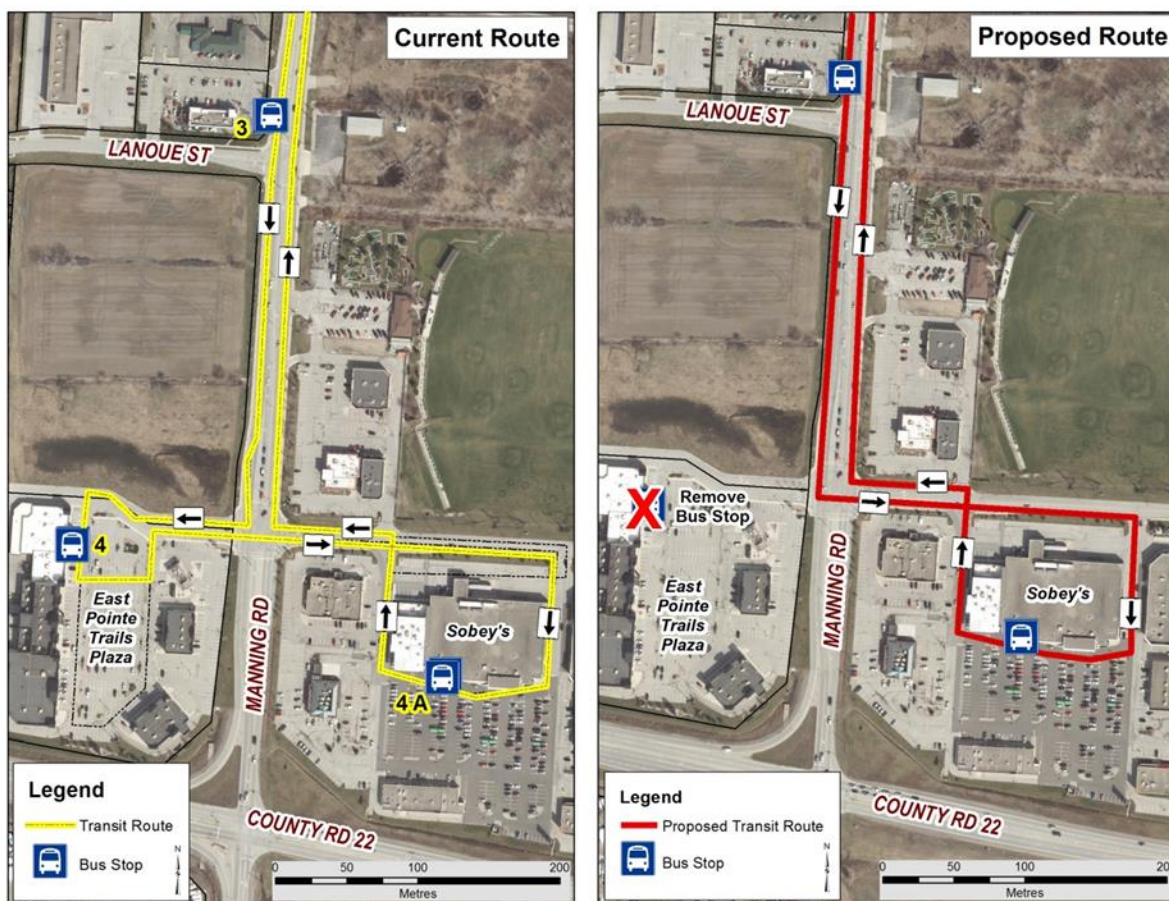 Current Route
3
LANOUE ST
4
East
Pointe
Trails
Plaza
MANNING RD
Sobey's
4 A
COUNTY RD 22
Legend
Transit Route
Bus Stop
N
0 50 100 200
Metres
Proposed Route
LANOUE ST
X
Remove
Bus Stop
East
Pointe
Trails
Plaza
MANNING RD
Sobey's
COUNTY RD 22
Legend
Proposed Transit Route
Bus Stop
N
0 50 100 20
Metres